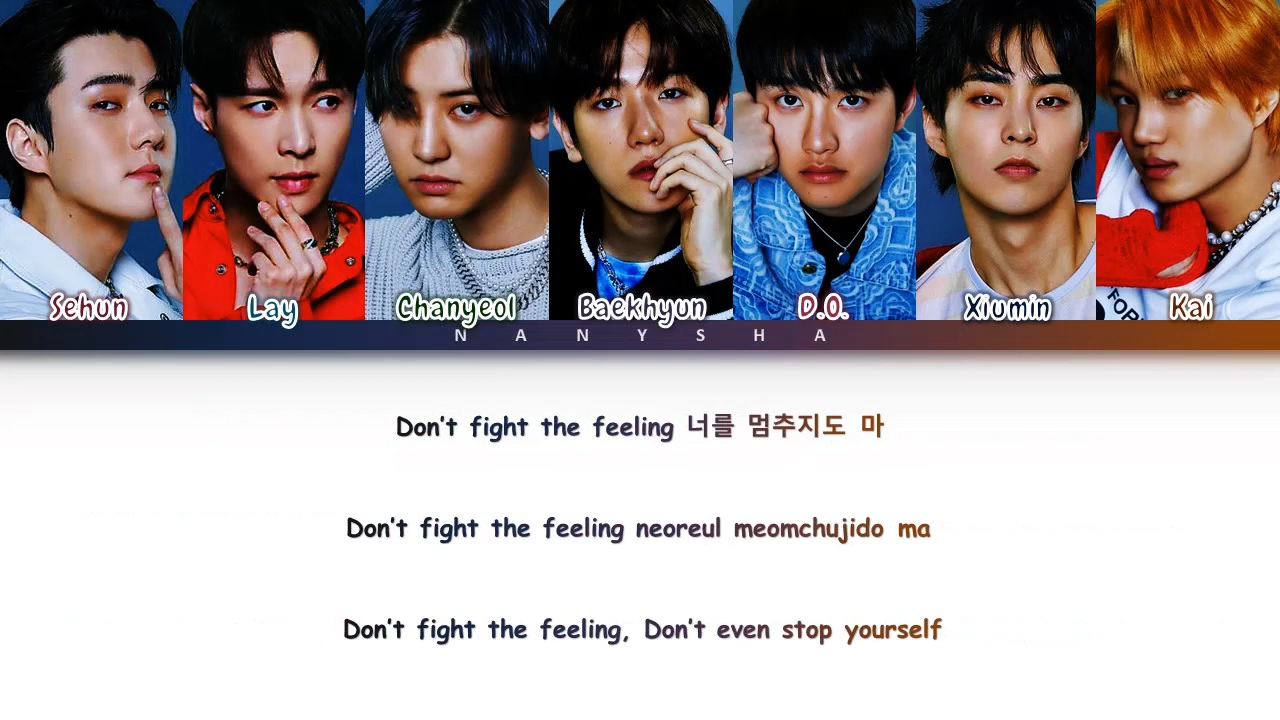 Sehun Lay Chanyeol Baekhyun D.O. Xiumin Kai
FOR
N A N Y S H A
Don't fight the feeling 너를 멈추지도 마
Don't fight the feeling neoreul meomchujido ma
Don't fight the feeling, Don't even stop yourself